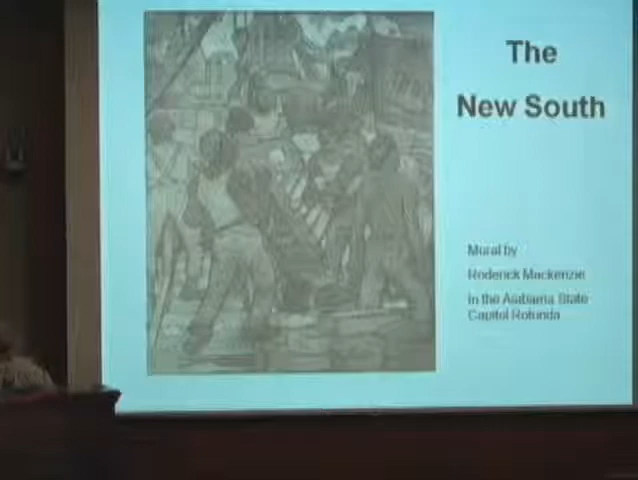 The
New South
Mural by
Roderick Mackenzie
In the Alabama State
Capitol Rotunda